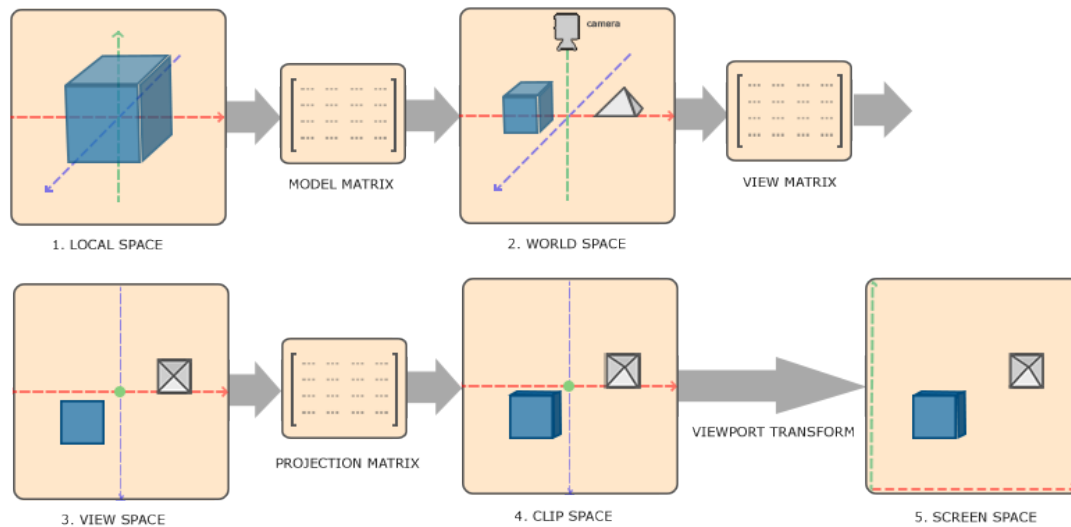 camera
MODEL MATRIX
VIEW MATRIX
1. LOCAL SPACE
2. WORLD SPACE
PROJECTION MATRIX
VIEWPORT TRANSFORM
3. VIEW SPACE
4. CLIP SPACE
5. SCREEN SPACE